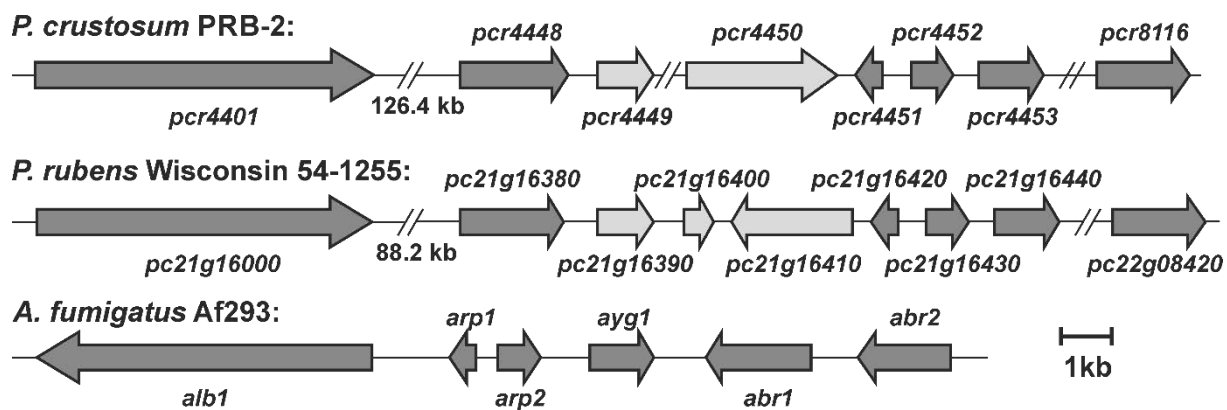 P. crustosum PRB-2:
pcr4448 pcr4450 pcr4452 pcr8116
126.4 kb
pcr4401 pcr4449 pcr4451 pcr4453
P. rubens Wisconsin 54-1255:
pc21g16380 pc21g16400 pc21g16420 pc21g16440
88.2 kb
pc21g16000 pc21g16390 pc21g16410 pc21g16430 pc22g08420
A. fumigatus Af293:
arp1 ayg1 abr2
1kb
alb1 arp2 abr1